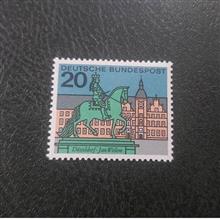 DEUTSCHE BUNDESPOST
20
Düsseldorf · Jan Wellem